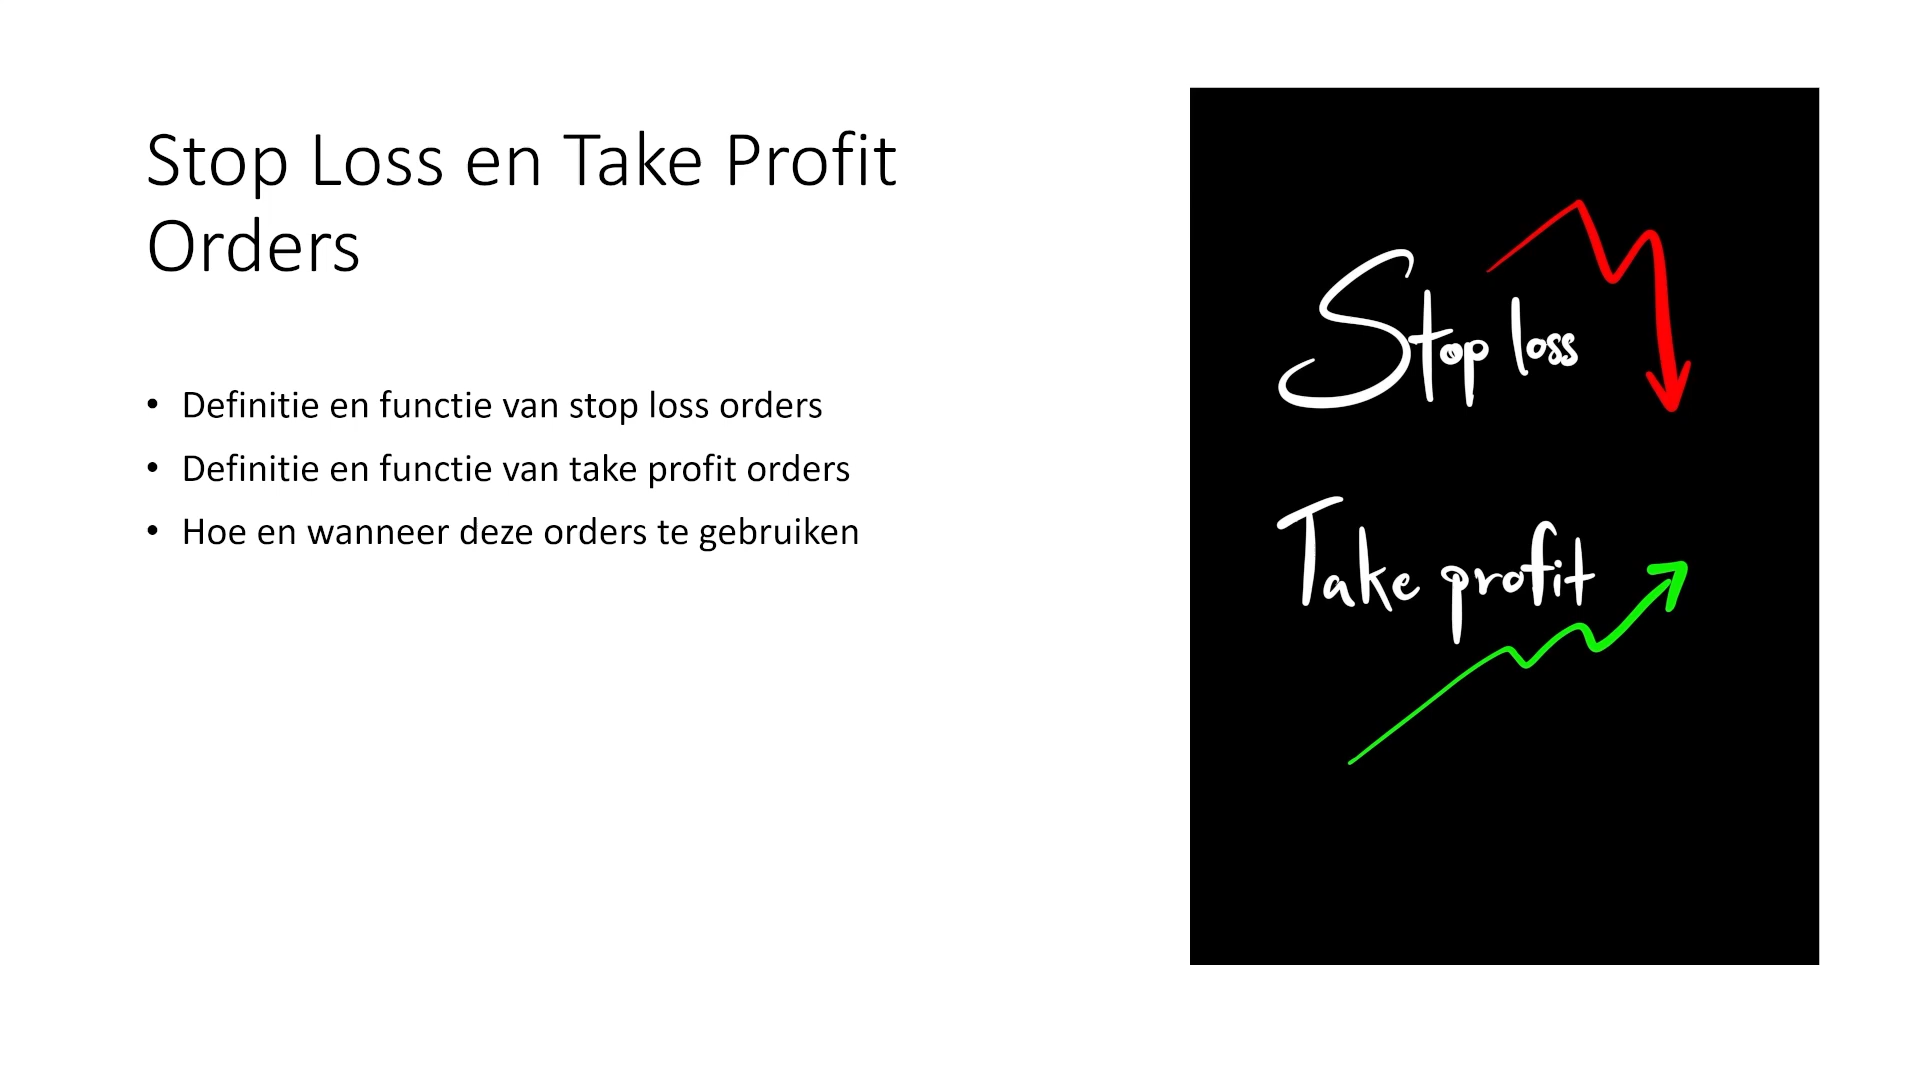 Stop Loss en Take Profit
Orders
• Definitie en functie van stop loss orders
• Definitie en functie van take profit orders
• Hoe en wanneer deze orders te gebruiken
Stop loss
Take profit